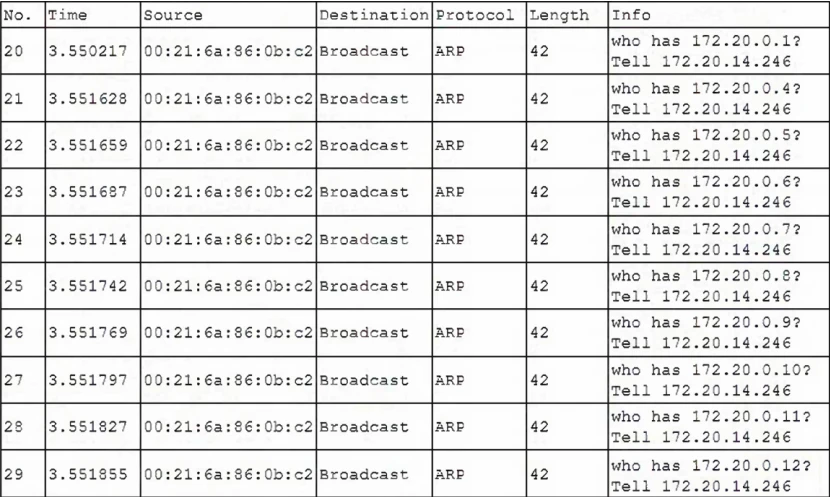 No. Time Source Destination Protocol Length Info
20 3.550217 00:21:6a:86:0b:c2 Broadcast ARP 42 who has 172.20.0.1?
Tell 172.20.14.246
21 3.551628 00:21:6a:86:0b:c2 Broadcast ARP 42 who has 172.20.0.4?
Tell 172.20.14.246
22 3.551659 00:21:6a:86:0b:c2 Broadcast ARP 42 who has 172.20.0.5?
Tell 172.20.14.246
23 3.551687 00:21:6a:86:0b:c2 Broadcast ARP 42 who has 172.20.0.6?
Tell 172.20.14.246
24 3.551714 00:21:6a:86:0b:c2 Broadcast ARP 42 who has 172.20.0.7?
Tell 172.20.14.246
25 3.551742 00:21:6a:86:0b:c2 Broadcast ARP 42 who has 172.20.0.8?
Tell 172.20.14.246
26 3.551769 00:21:6a:86:0b:c2 Broadcast ARP 42 who has 172.20.0.9?
Tell 172.20.14.246
27 3.551797 00:21:6a:86:0b:c2 Broadcast ARP 42 who has 172.20.0.10?
Tell 172.20.14.246
28 3.551827 00:21:6a:86:0b:c2 Broadcast ARP 42 who has 172.20.0.11?
Tell 172.20.14.246
29 3.551855 00:21:6a:86:0b:c2 Broadcast ARP 42 who has 172.20.0.12?
Tell 172.20.14.246